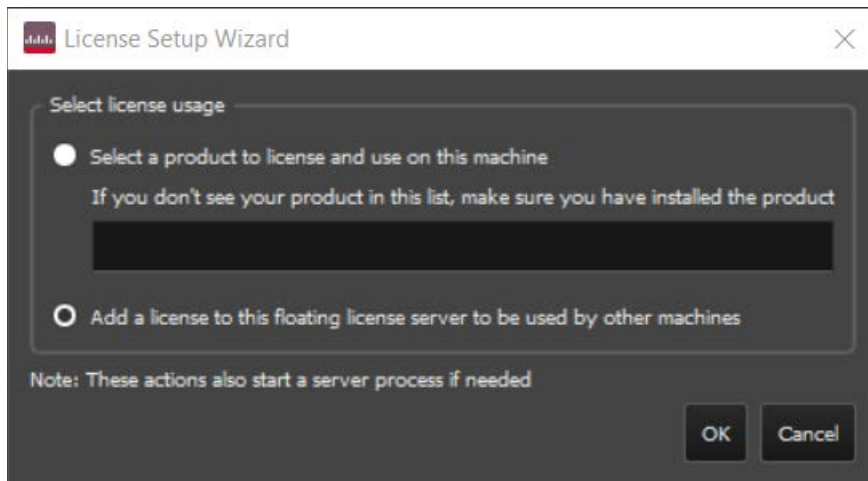 License Setup Wizard
Select license usage
Select a product to license and use on this machine
If you don't see your product in this list, make sure you have installed the product
Add a license to this floating license server to be used by other machines
Note: These actions also start a server process if needed
OK Cancel